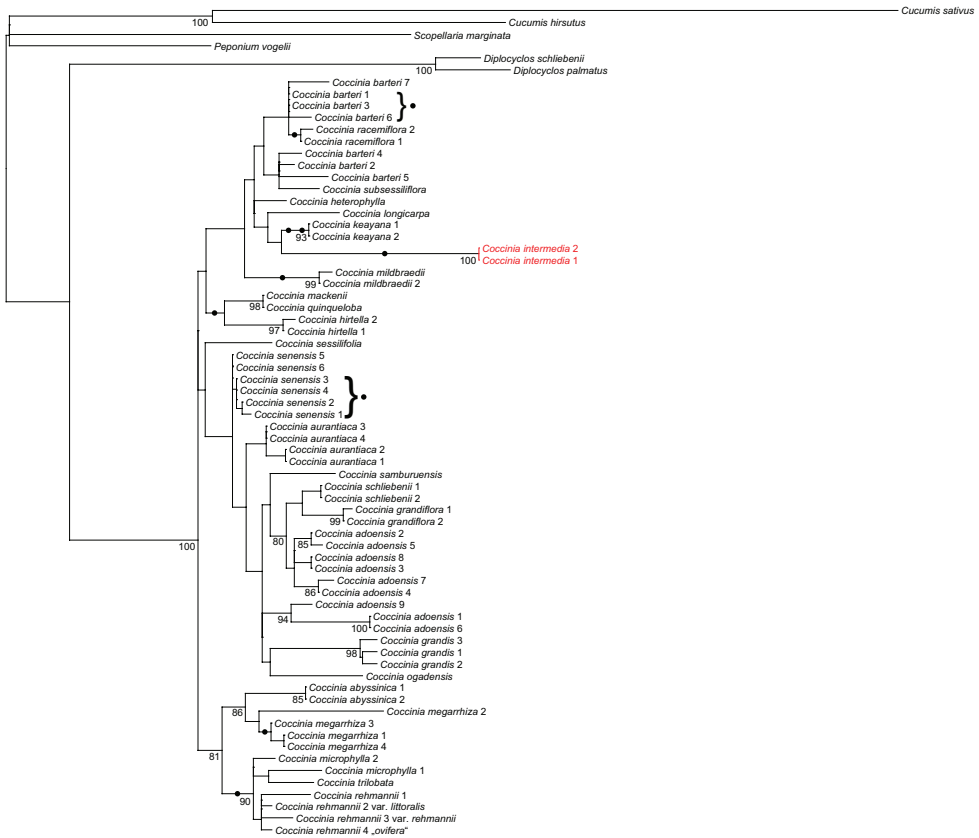 Cucumis sativus
100
Cucumis hirsutus
Scopellaria marginata
Peponium vogelii
Diplocyclos schliebenii
100
Diplocyclos palmatus
Coccinia barteri 7
Coccinia barteri 1
Coccinia barteri 3
Coccinia barteri 6
Coccinia racemiflora 2
Coccinia racemiflora 1
Coccinia barteri 4
Coccinia barteri 2
Coccinia barteri 5
Coccinia subsessiliflora
Coccinia heterophylla
Coccinia longicarpa
Coccinia keayana 1
93
Coccinia keayana 2
Coccinia intermedia 2
100
Coccinia intermedia 1
Coccinia mildbraedii
99
Coccinia mildbraedii 2
Coccinia mackenii
98
Coccinia quinqueloba
Coccinia hirtella 2
97
Coccinia hirtella 1
Coccinia sessilifolia
Coccinia senensis 5
Coccinia senensis 6
Coccinia senensis 3
Coccinia senensis 4
Coccinia senensis 2
Coccinia senensis 1
Coccinia aurantiaca 3
Coccinia aurantiaca 4
Coccinia aurantiaca 2
Coccinia aurantiaca 1
Coccinia samburuensis
Coccinia schliebenii 1
Coccinia schliebenii 2
Coccinia grandiflora 1
99
Coccinia grandiflora 2
Coccinia adoensis 2
80
85
Coccinia adoensis 5
100
Coccinia adoensis 8
Coccinia adoensis 3
Coccinia adoensis 7
86
Coccinia adoensis 4
Coccinia adoensis 9
94
Coccinia adoensis 1
100
Coccinia adoensis 6
Coccinia grandis 3
98
Coccinia grandis 1
Coccinia grandis 2
Coccinia ogadensis
Coccinia abyssinica 1
85
Coccinia abyssinica 2
86
Coccinia megarrhiza 2
Coccinia megarrhiza 3
Coccinia megarrhiza 1
Coccinia megarrhiza 4
81
Coccinia microphylla 2
Coccinia microphylla 1
Coccinia trilobata
90
Coccinia rehmannii 1
Coccinia rehmannii 2 var. littoralis
Coccinia rehmannii 3 var. rehmannii
Coccinia rehmannii 4 „ovifera“